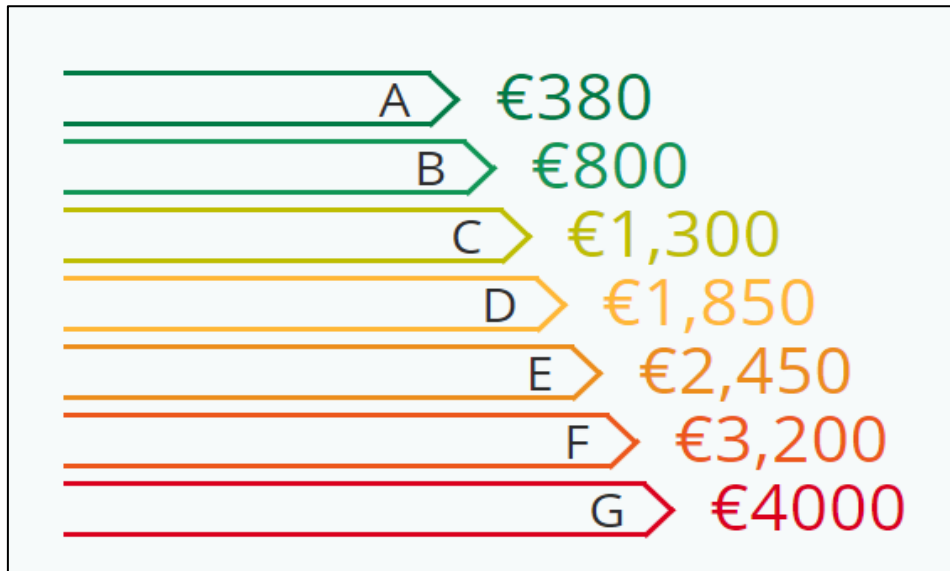 A €380
B €800
C €1,300
D €1,850
E €2,450
F €3,200
G €4000